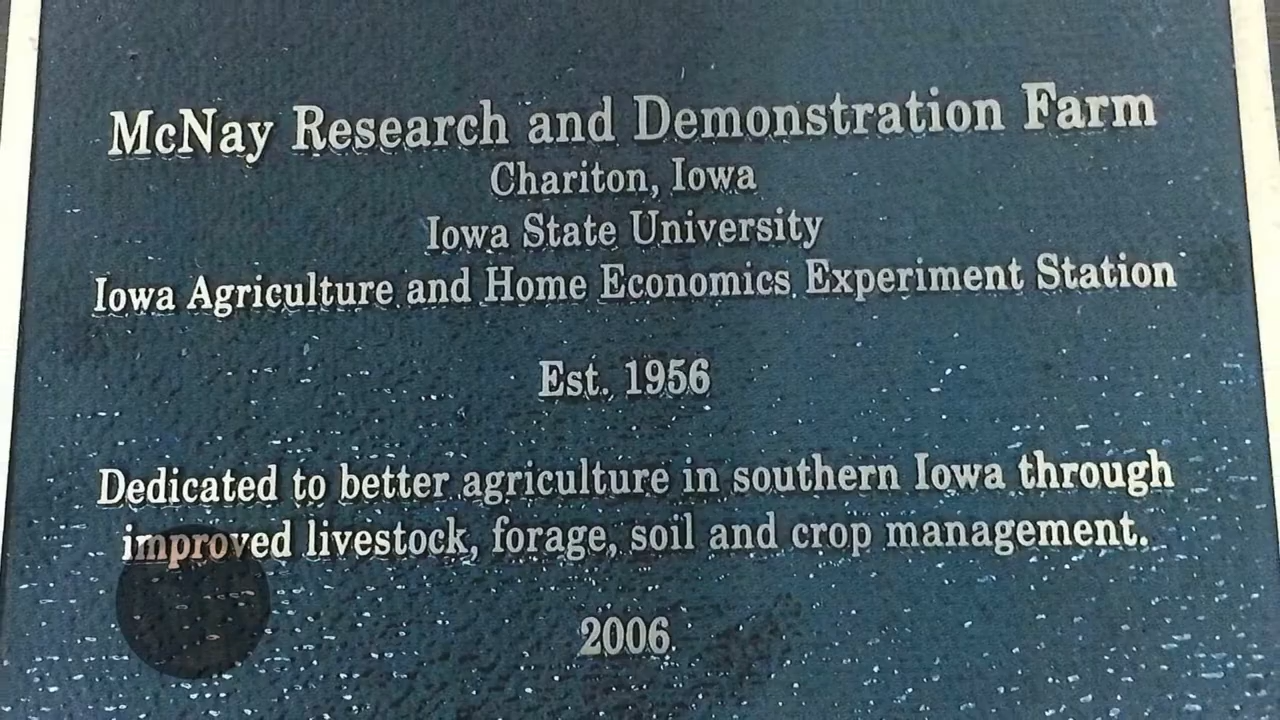 McNay Research and Demonstration Farm
Chariton, Iowa
Iowa State University
Iowa Agriculture and Home Economics Experiment Station
Est. 1956
Dedicated to better agriculture in southern Iowa through
improved livestock, forage, soil and crop management.
2006